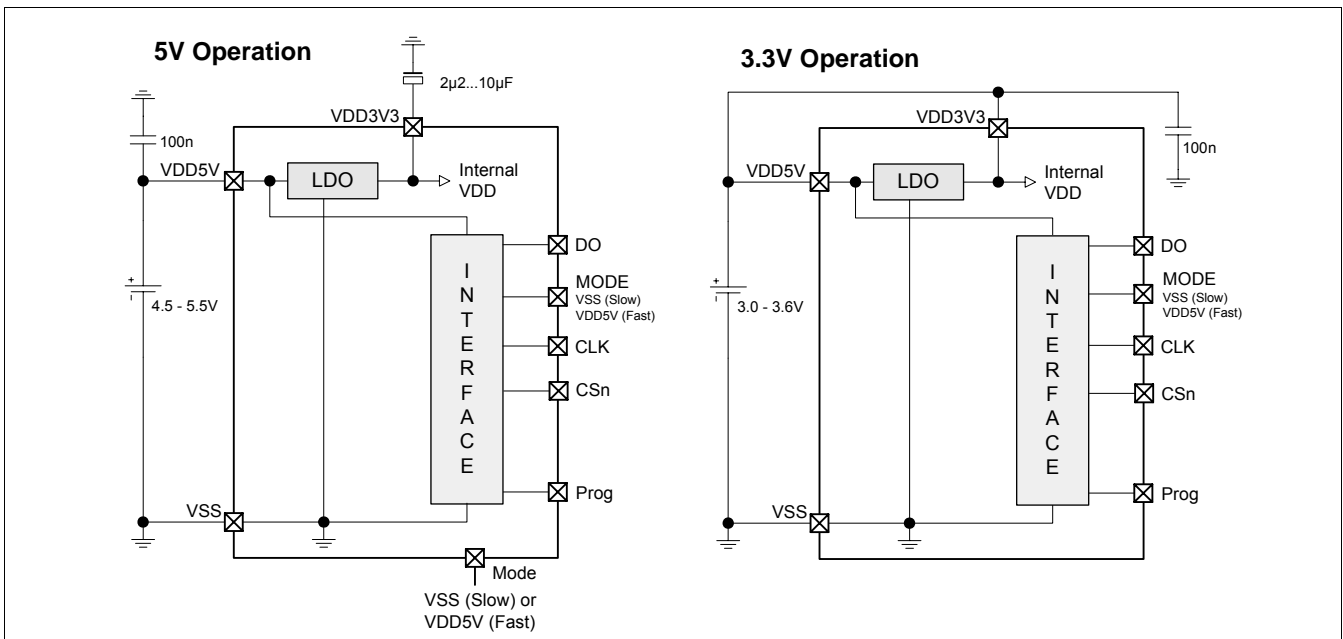 5V Operation
2µ2...10µF
VDD3V3
100n
VDD5V
LDO
Internal
VDD
DO
MODE
VSS (Slow)
VDD5V (Fast)
INTERFACE
+
-
4.5 - 5.5V
CLK
CSn
Prog
VSS
Mode
VSS (Slow) or
VDD5V (Fast)
3.3V Operation
VDD3V3
100n
VDD5V
LDO
Internal
VDD
DO
MODE
VSS (Slow)
VDD5V (Fast)
INTERFACE
+
-
3.0 - 3.6V
CLK
CSn
Prog
VSS